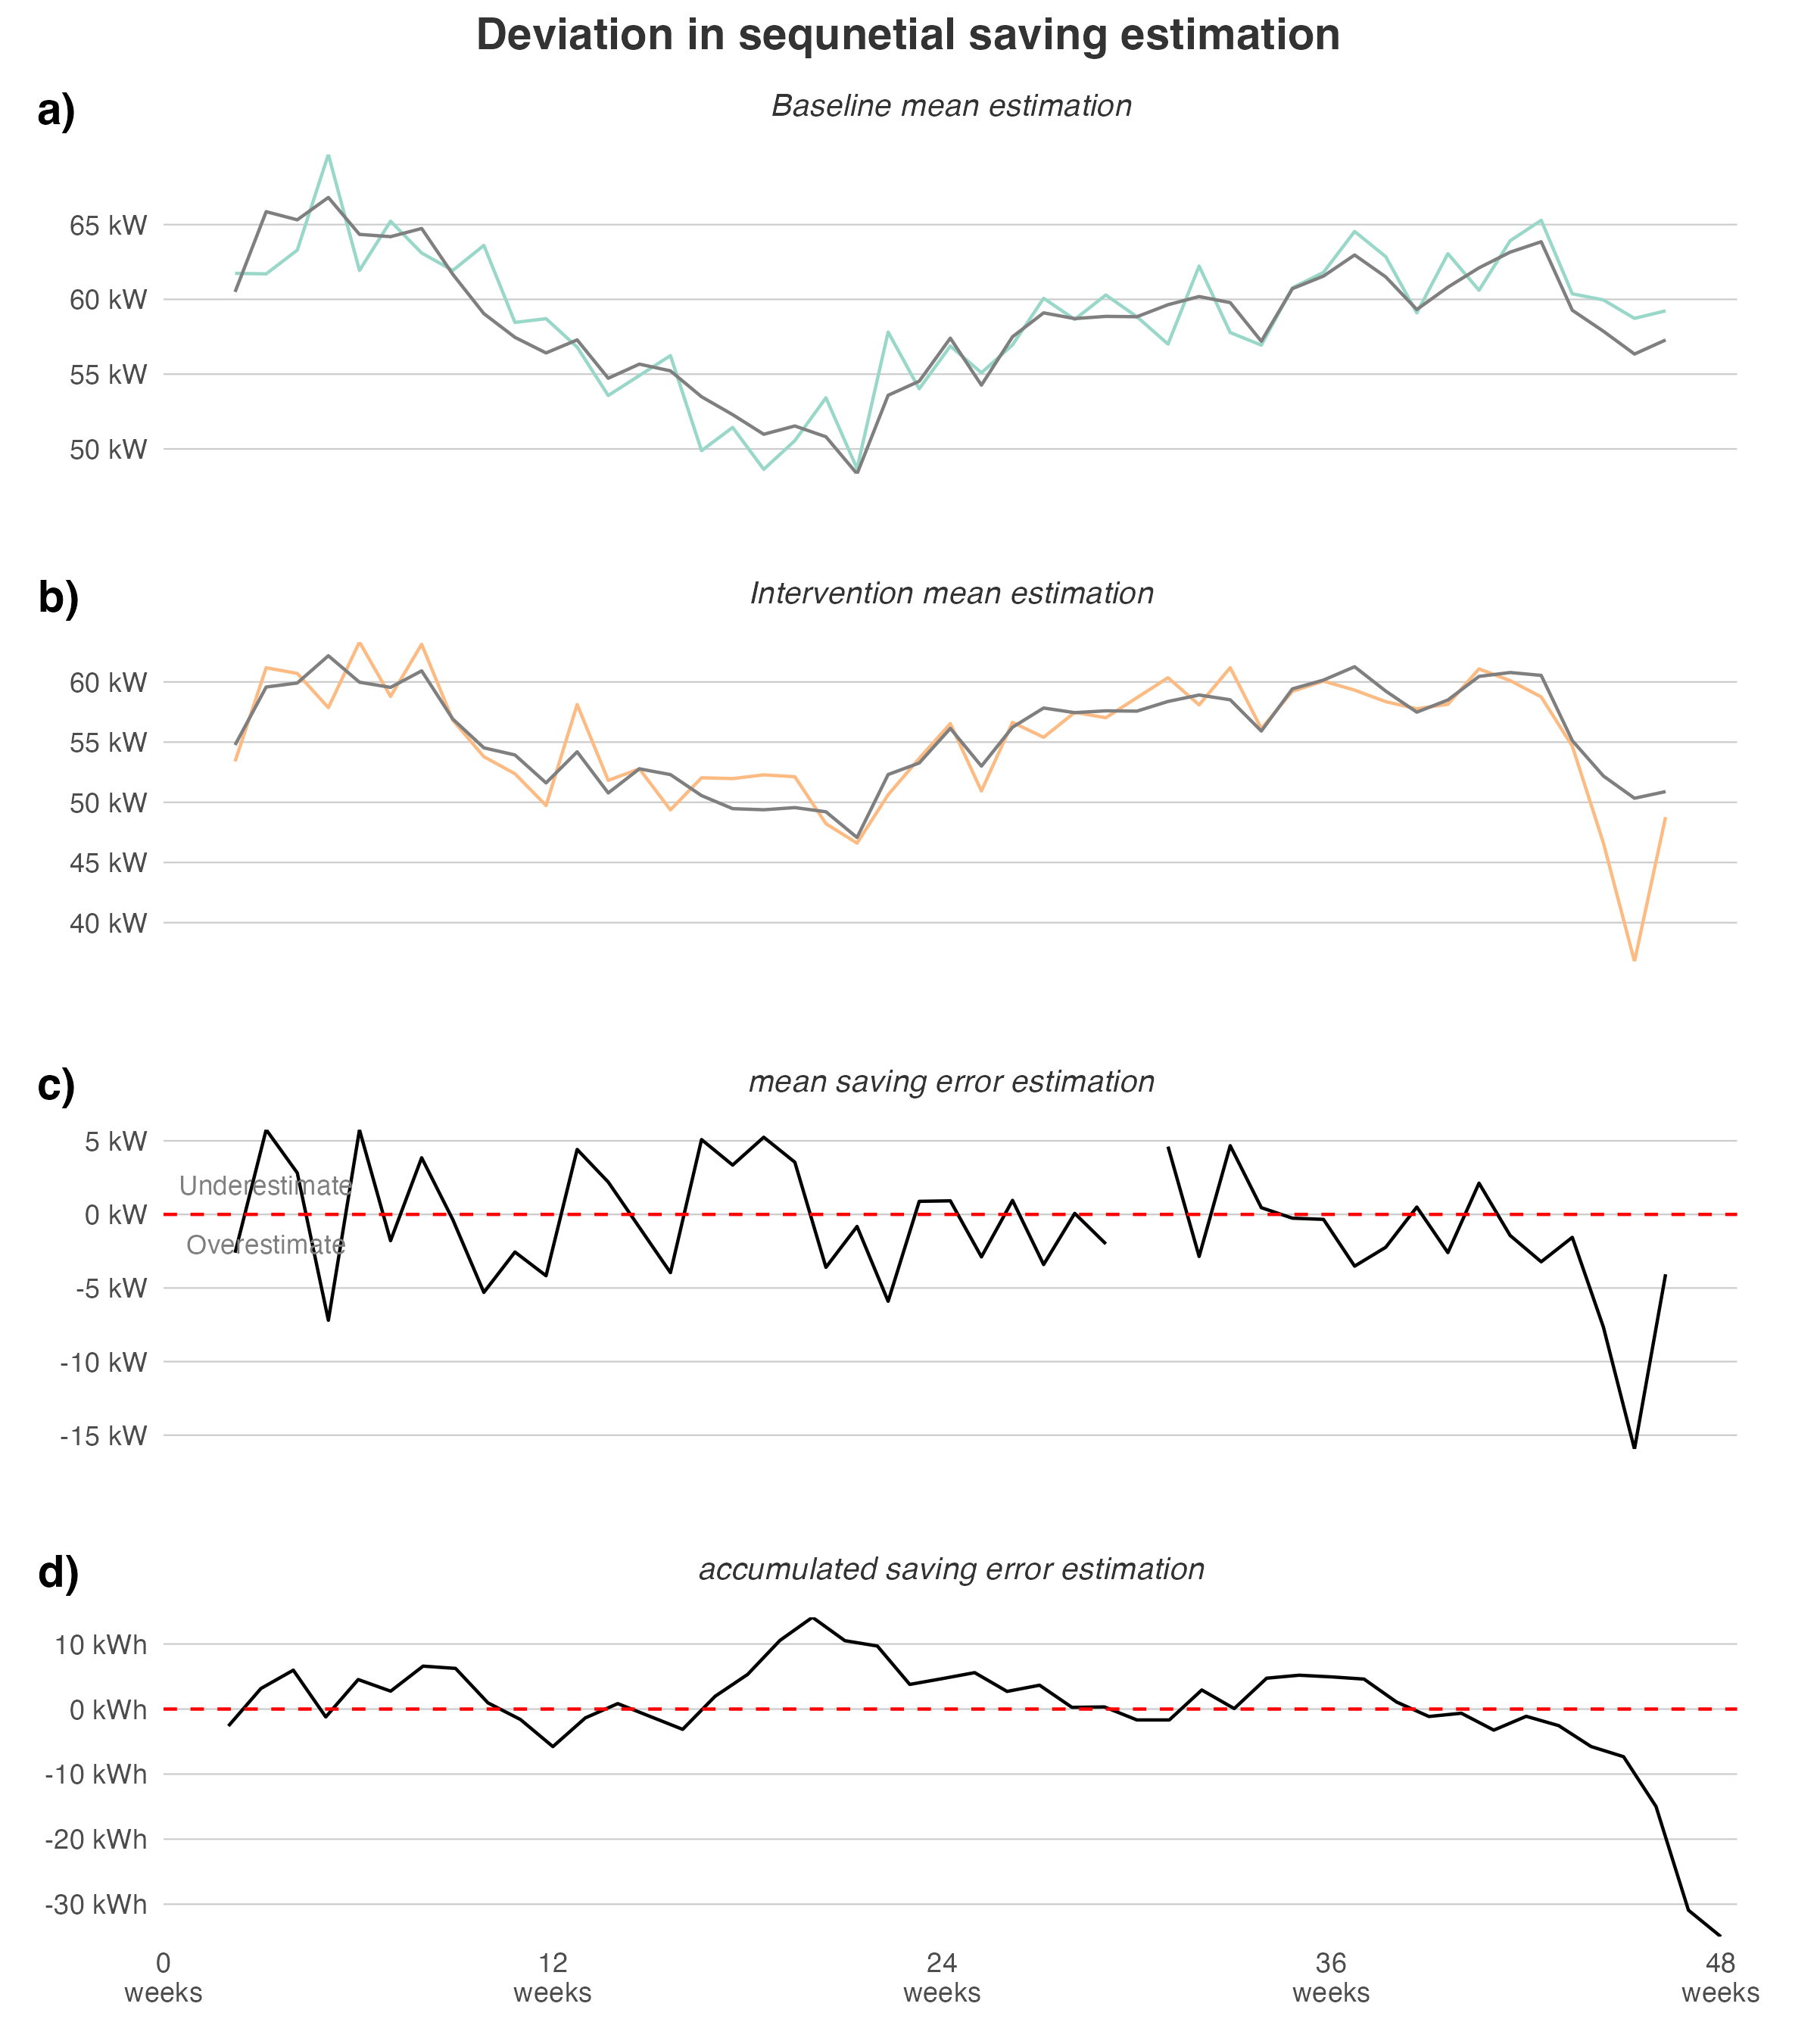 Deviation in sequnetial saving estimation
a)
Baseline mean estimation
65 kW
60 kW
55 kW
50 kW
b)
Intervention mean estimation
60 kW
55 kW
50 kW
45 kW
40 kW
c)
mean saving error estimation
5 kW
Underestimate
0 kW
Overestimate
-5 kW
-10 kW
-15 kW
d)
accumulated saving error estimation
10 kWh
0 kWh
-10 kWh
-20 kWh
-30 kWh
0 12 24 36 48
weeks weeks weeks weeks weeks